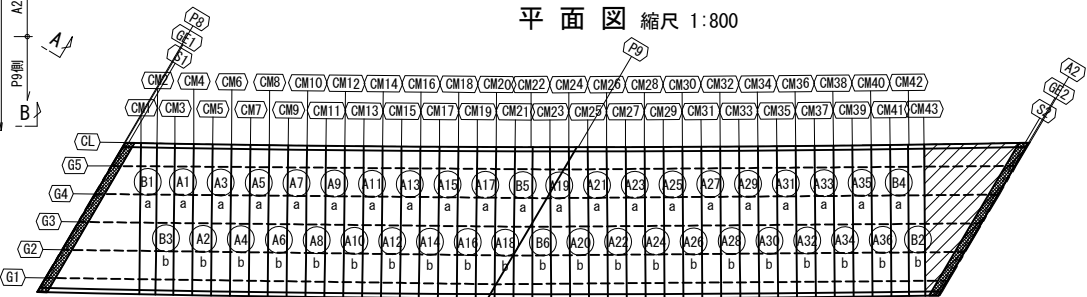 平面図 縮尺 1:800
A2
P9側
A
B
P8
GE1
S1
P9
A2
GE2
S2
CM2 CM4 CM6 CM8 CM10 CM12 CM14 CM16 CM18 CM20 CM22 CM24 CM26 CM28 CM30 CM32 CM34 CM36 CM38 CM40 CM42
CM1 CM3 CM5 CM7 CM9 CM11 CM13 CM15 CM17 CM19 CM21 CM23 CM25 CM27 CM29 CM31 CM33 CM35 CM37 CM39 CM41 CM43
CL
G5
G4
B1 A1 A3 A5 A7 A9 A11 A13 A15 A17 B5 A19 A21 A23 A25 A27 A29 A31 A33 A35 B4
a a a a a a a a a a a a a a a a a a a a a
G3
G2
B3 A2 A4 A6 A8 A10 A12 A14 A16 A18 B6 A20 A22 A24 A26 A28 A30 A32 A34 A36 B2
b b b b b b b b b b b b b b b b b b b b b
G1